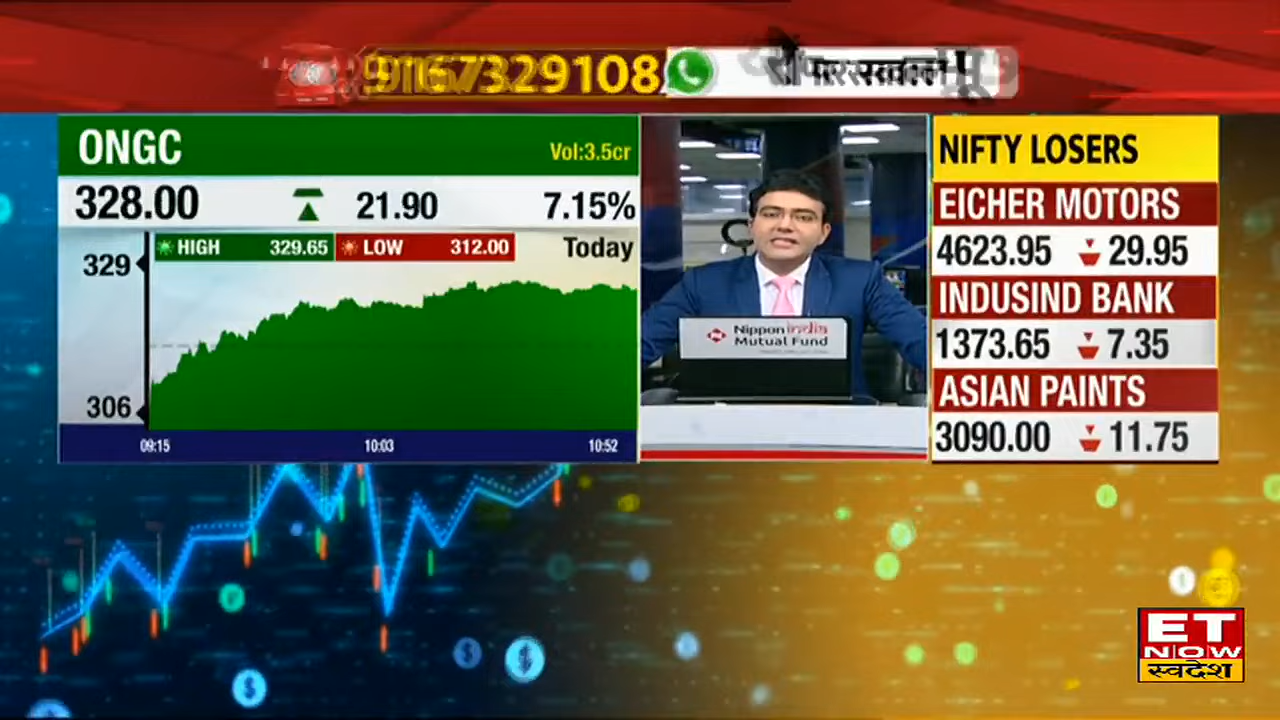 9167329108
ONGC
Vol:3.5cr
328.00 21.90 7.15%
HIGH 329.65 LOW 312.00 Today
329
306
09:15 10:03 10:52
Nippon india
Mutual Fund
NIFTY LOSERS
EICHER MOTORS
4623.95 29.95
INDUSIND BANK
1373.65 7.35
ASIAN PAINTS
3090.00 11.75
ET
NOW
स्वदेश